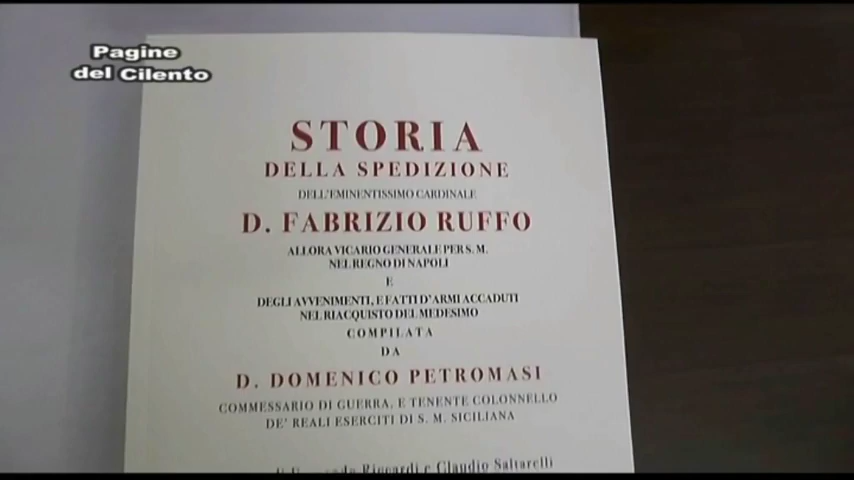 Pagine
del Cilento
STORIA
DELLA SPEDIZIONE
DELL'EMINENTISSIMO CARDINALE
D. FABRIZIO RUFFO
ALLORA VICARIO GENERALE PER S. M.
NEL REGNO DI NAPOLI
E
DEGLI AVVENIMENTI, E FATTI D'ARMI ACCADUTI
NEL RIACQUISTO DEL MEDESIMO
COMPILATA
DA
D. DOMENICO PETROMASI
COMMESSARIO DI GUERRA, E TENENTE COLONNELLO
DE' REALI ESERCITI DI S. M. SICILIANA
Riccardi e Claudio Saltarelli